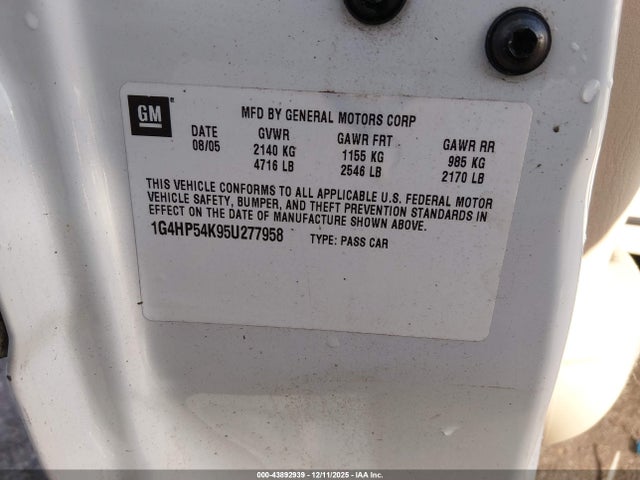 GM
MFD BY GENERAL MOTORS CORP
DATE GVWR GAWR FRT GAWR RR
08/05 2140 KG 1155 KG 985 KG
4716 LB 2546 LB 2170 LB
THIS VEHICLE CONFORMS TO ALL APPLICABLE U.S. FEDERAL MOTOR
VEHICLE SAFETY, BUMPER, AND THEFT PREVENTION STANDARDS IN
EFFECT ON THE DATE OF MANUFACTURE SHOWN ABOVE.
1G4HP54K95U277958 TYPE: PASS CAR
000-43892939 - 12/11/2025 - IAA Inc.